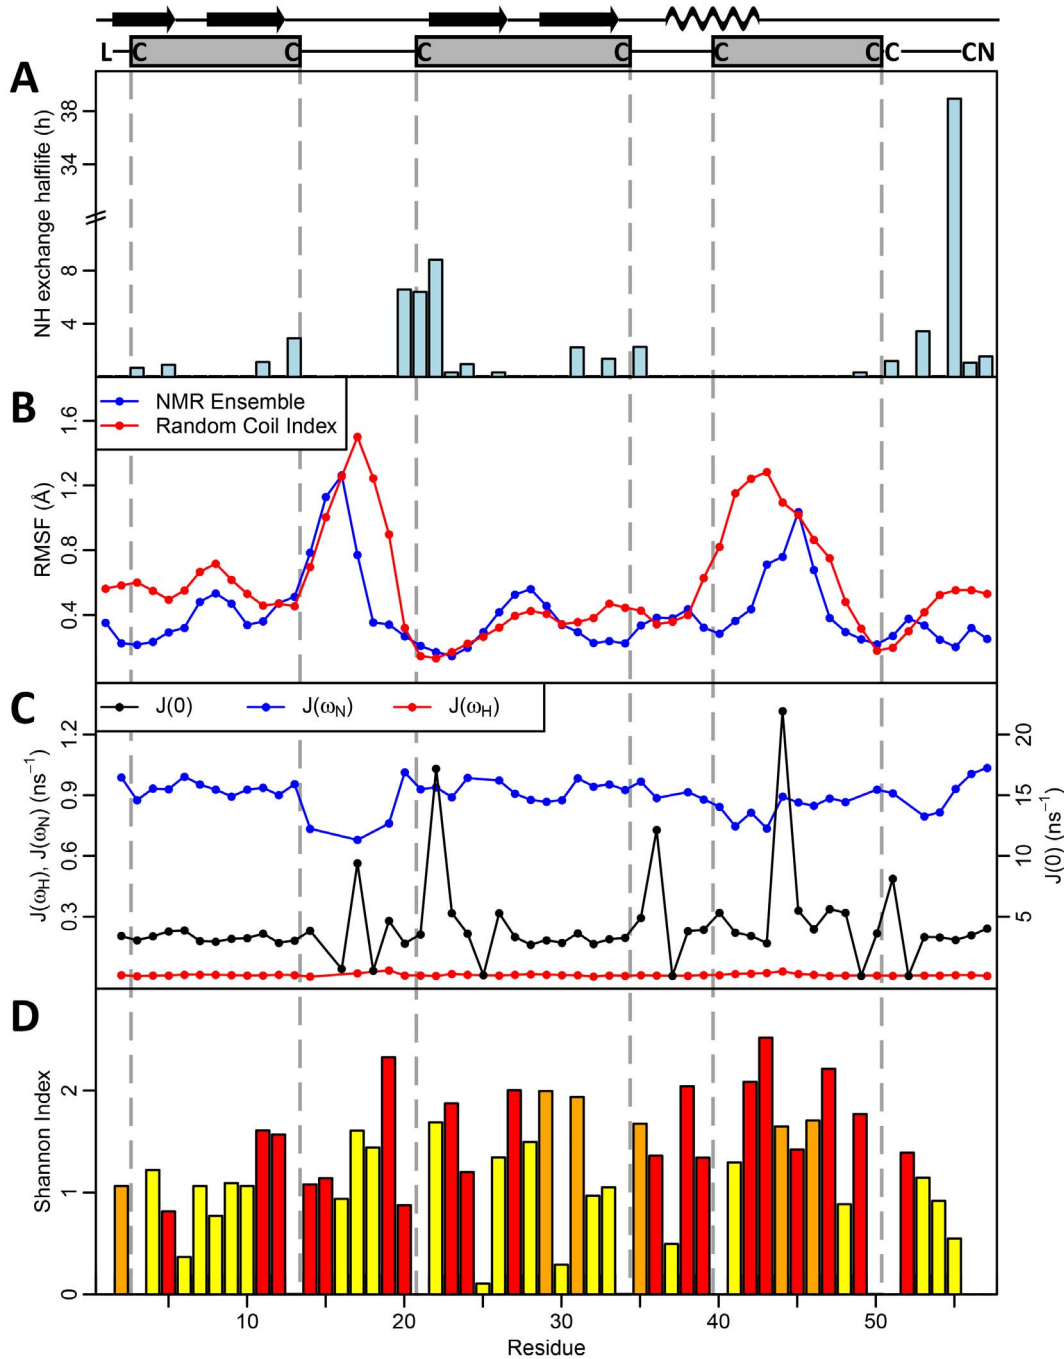 L C C C C C C CN
A
NH exchange halflife (h)
38
34
8
4
B
NMR Ensemble
Random Coil Index
RMSF (Å)
1.6
1.2
0.8
0.4
C
J(0) J(ωN) J(ωH)
J(ωH), J(ωN) (ns−1)
1.2
0.9
0.6
0.3
20
15
10
5
J(0) (ns−1)
D
Shannon Index
2
1
0
10 20 30 40 50
Residue